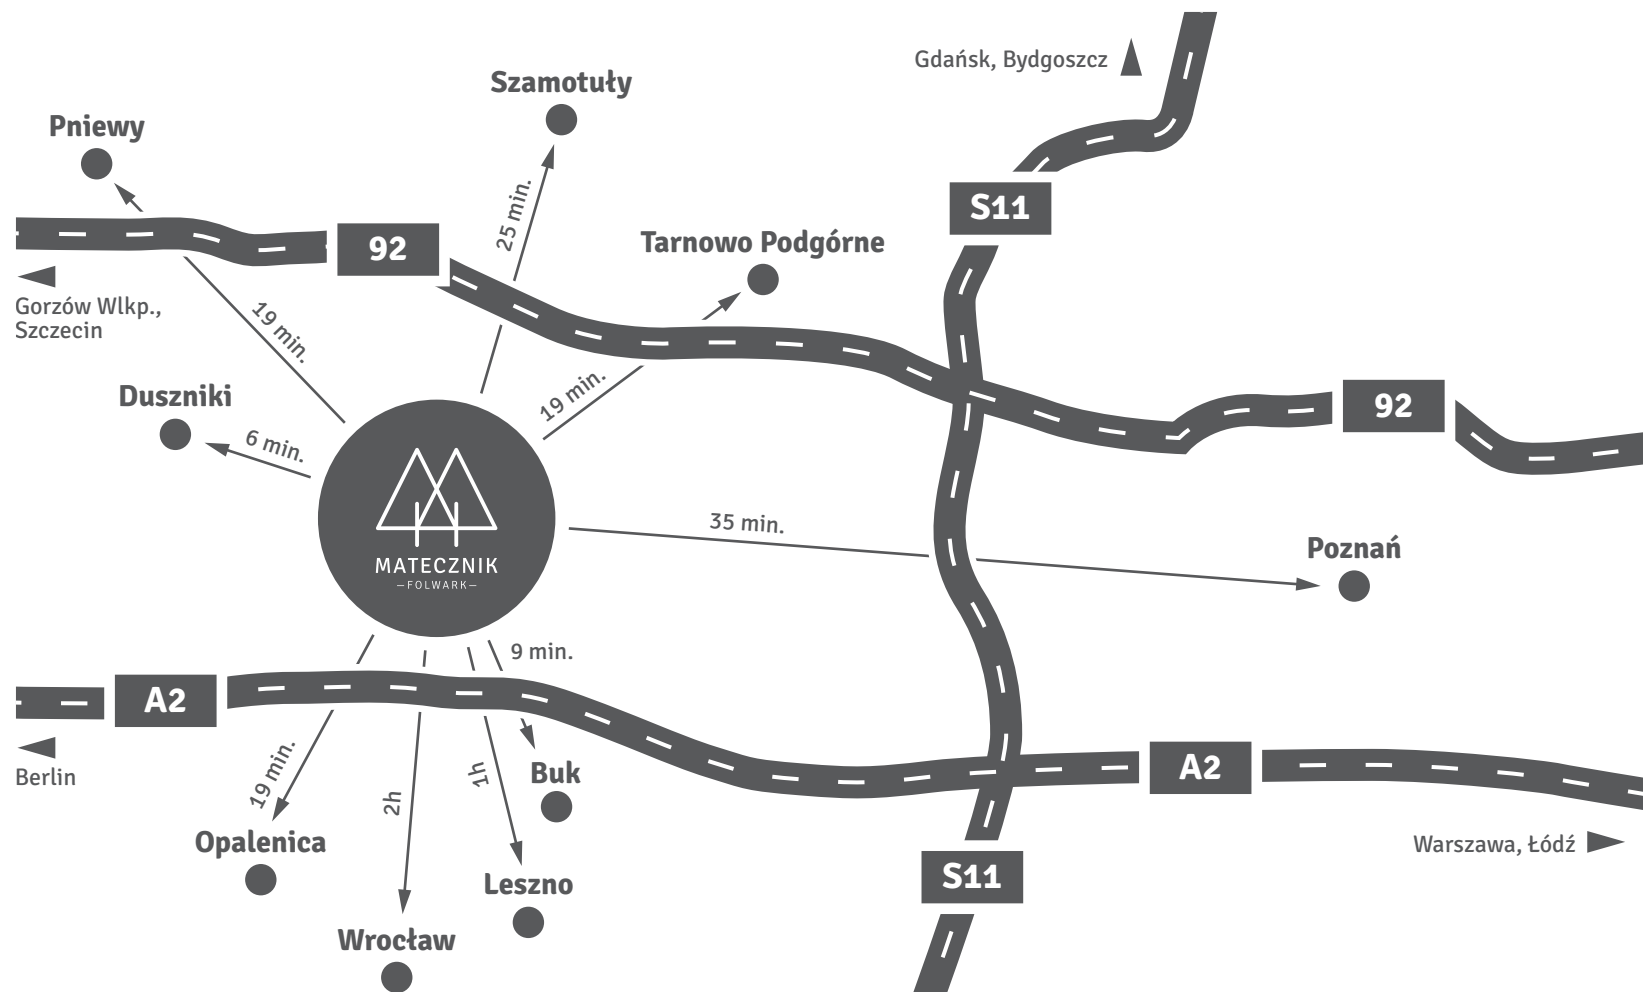 Gdańsk, Bydgoszcz
Szamotuły
Pniewy
25 min.
S11
92
Tarnowo Podgórne
Gorzów Wlkp.,
Szczecin
19 min.
19 min.
Duszniki
6 min.
92
35 min.
Poznań
MATECZNIK
–FOLWARK–
9 min.
A2
Berlin
19 min.
2h
1h
Buk
A2
Opalenica
Warszawa, Łódź
Leszno
S11
Wrocław